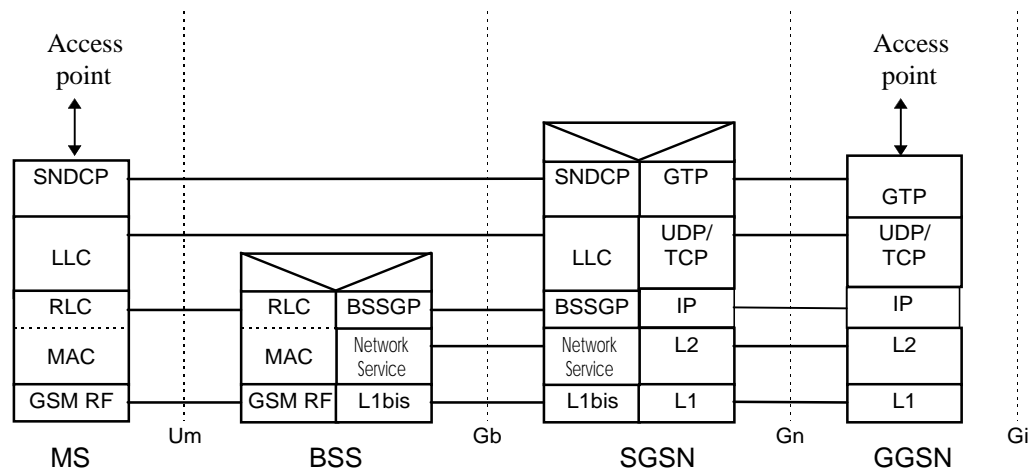 Access
point
Access
point
SNDCP
SNDCP
GTP
GTP
LLC
LLC
UDP/
TCP
UDP/
TCP
RLC
RLC
BSSGP
BSSGP
IP
IP
MAC
MAC
Network
Service
Network
Service
L2
L2
GSM RF
GSM RF
L1bis
L1bis
L1
L1
Um
Gb
Gn
Gi
MS
BSS
SGSN
GGSN